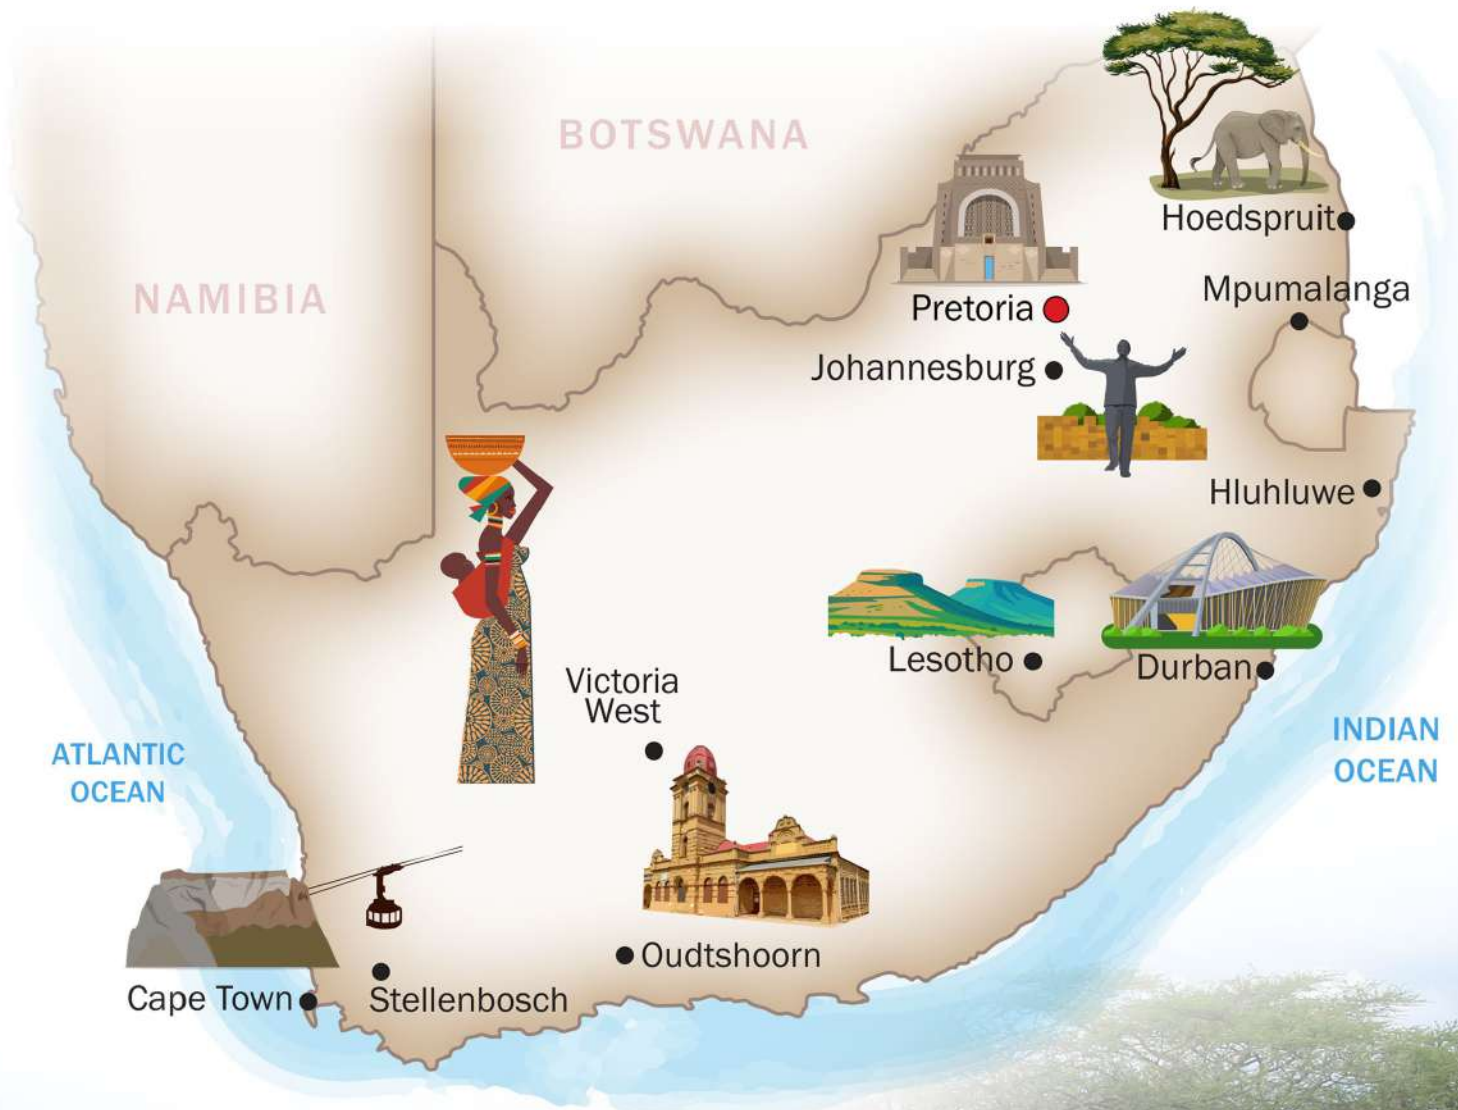 BOTSWANA
Hoedspruit
NAMIBIA
Mpumalanga
Pretoria
Johannesburg
Hluhluwe
Lesotho
Durban
Victoria
West
ATLANTIC
OCEAN
INDIAN
OCEAN
Oudtshoorn
Cape Town
Stellenbosch